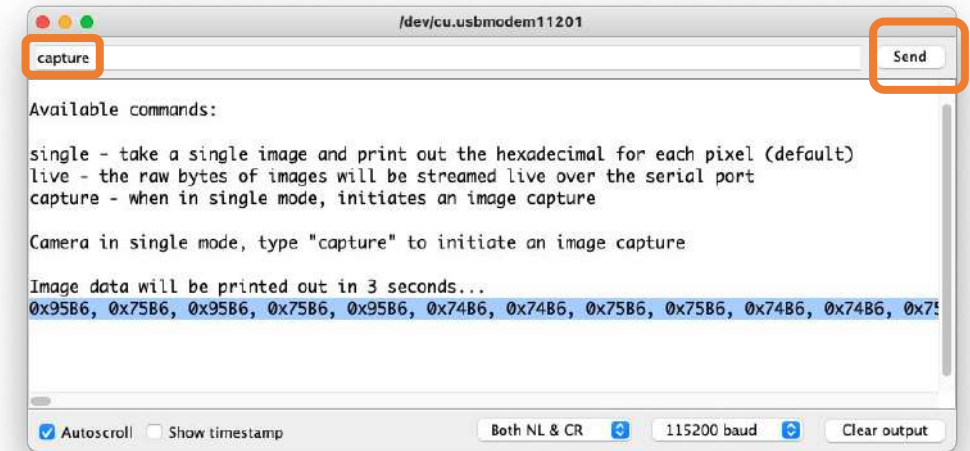 /dev/cu.usbmodem11201
capture
Send
Available commands:
single - take a single image and print out the hexadecimal for each pixel (default)
live - the raw bytes of images will be streamed live over the serial port
capture - when in single mode, initiates an image capture
Camera in single mode, type "capture" to initiate an image capture
Image data will be printed out in 3 seconds...
0x95B6, 0x75B6, 0x95B6, 0x75B6, 0x95B6, 0x74B6, 0x74B6, 0x75B6, 0x75B6, 0x74B6, 0x74B6,
Autoscroll Show timestamp Both NL & CR 115200 baud Clear output